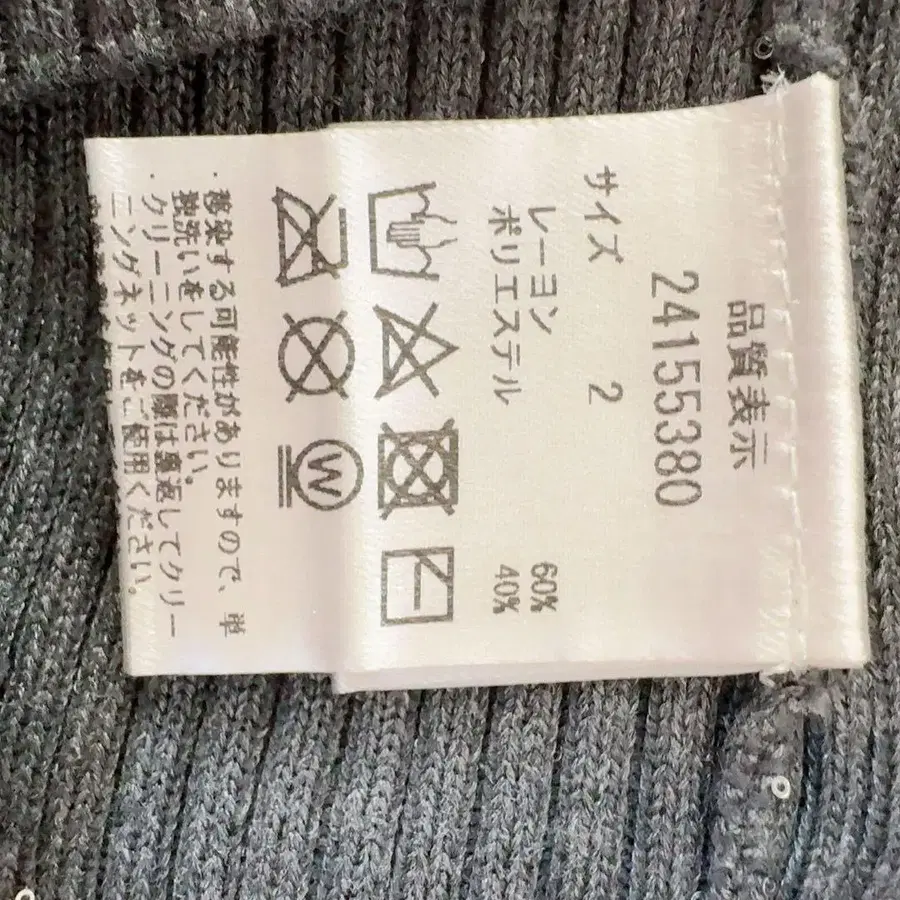 品質表示
24155380
サイズ 2
レーヨン 60%
ポリエステル 40%
W
・移染する可能性がありますので、単
独洗いをしてください。
・クリーニングの際は裏返してクリー
ニングネットをご使用ください。